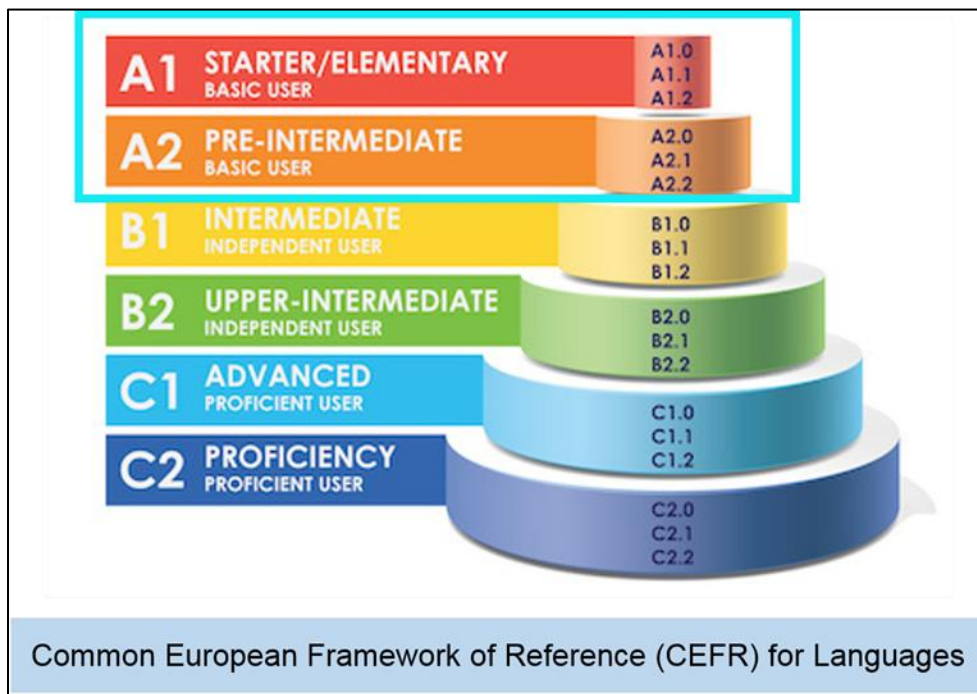 A1 STARTER/ELEMENTARY
BASIC USER
A1.0
A1.1
A1.2
A2 PRE-INTERMEDIATE
BASIC USER
A2.0
A2.1
A2.2
B1 INTERMEDIATE
INDEPENDENT USER
B1.0
B1.1
B1.2
B2 UPPER-INTERMEDIATE
INDEPENDENT USER
B2.0
B2.1
B2.2
C1 ADVANCED
PROFICIENT USER
C1.0
C1.1
C1.2
C2 PROFICIENCY
PROFICIENT USER
C2.0
C2.1
C2.2
Common European Framework of Reference (CEFR) for Languages